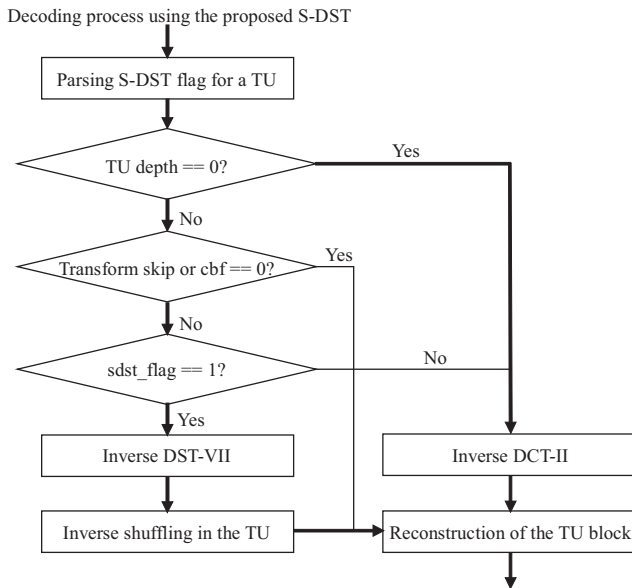 Decoding process using the proposed S-DST
Parsing S-DST flag for a TU
TU depth == 0?
Yes
No
Transform skip or cbf == 0?
Yes
No
sdst_flag == 1?
No
Yes
Inverse DST-VII
Inverse DCT-II
Inverse shuffling in the TU
Reconstruction of the TU block